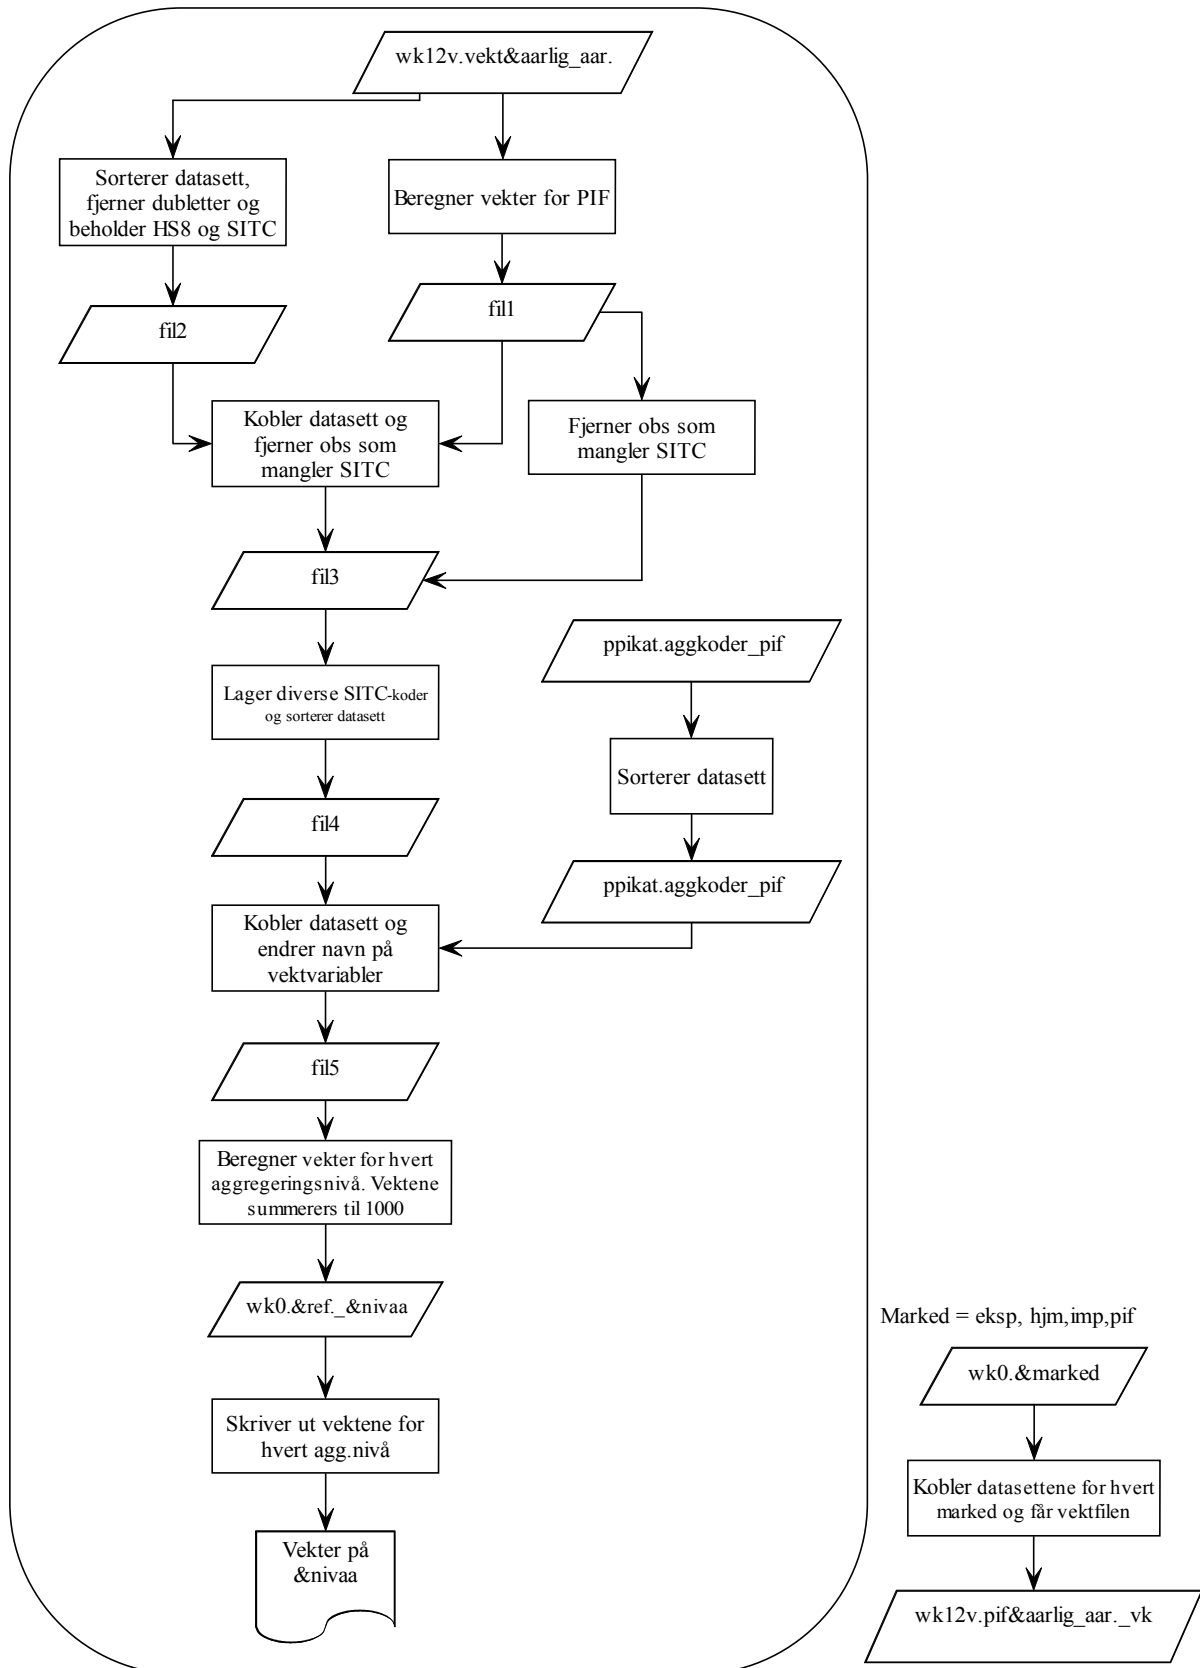 wk12v.vekt&aarlig_aar.
Sorterer datasett,
fjerner dubletter og
beholder HS8 og SITC
Beregner vekter for PIF
fil2
fil1
Kobler datasett og
fjerner obs som
mangler SITC
Fjerner obs som
mangler SITC
fil3
ppikat.aggkoder_pif
Lager diverse SITC-koder
og sorterer datasett
Sorterer datasett
fil4
ppikat.aggkoder_pif
Kobler datasett og
endrer navn på
vektvariabler
fil5
Beregner vekter for hvert
aggregeringsnivå. Vektene
summerers til 1000
wk0.&ref._&nivaa
Skriver ut vektene for
hvert agg.nivå
Vekter på
&nivaa
Marked = eksp, hjm,imp,pif
wk0.&marked
Kobler datasettene for hvert
marked og får vektfilen
wk12v.pif&aarlig_aar._vk